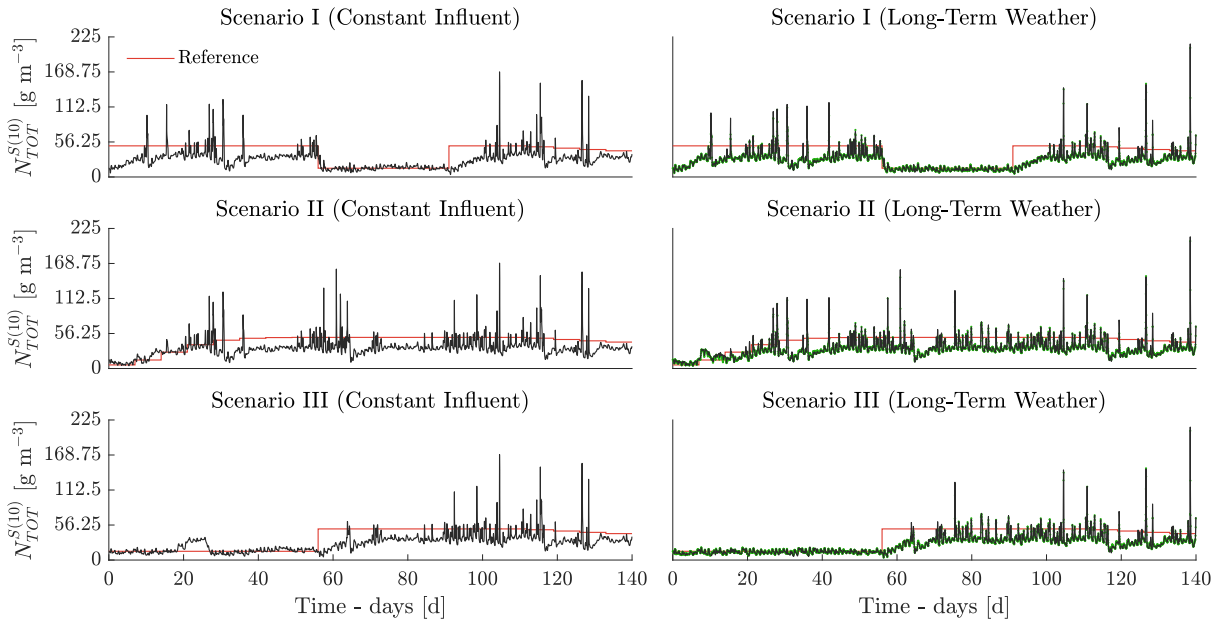 Scenario I (Constant Influent)
Scenario I (Long-Term Weather)
225
168.75
112.5
56.25
0
N_{TOT}^{S(10)} [g m^{-3}]
Reference
Scenario II (Constant Influent)
Scenario II (Long-Term Weather)
225
168.75
112.5
56.25
0
N_{TOT}^{S(10)} [g m^{-3}]
Scenario III (Constant Influent)
Scenario III (Long-Term Weather)
225
168.75
112.5
56.25
0
N_{TOT}^{S(10)} [g m^{-3}]
0 20 40 60 80 100 120 140
0 20 40 60 80 100 120 140
Time - days [d]
Time - days [d]